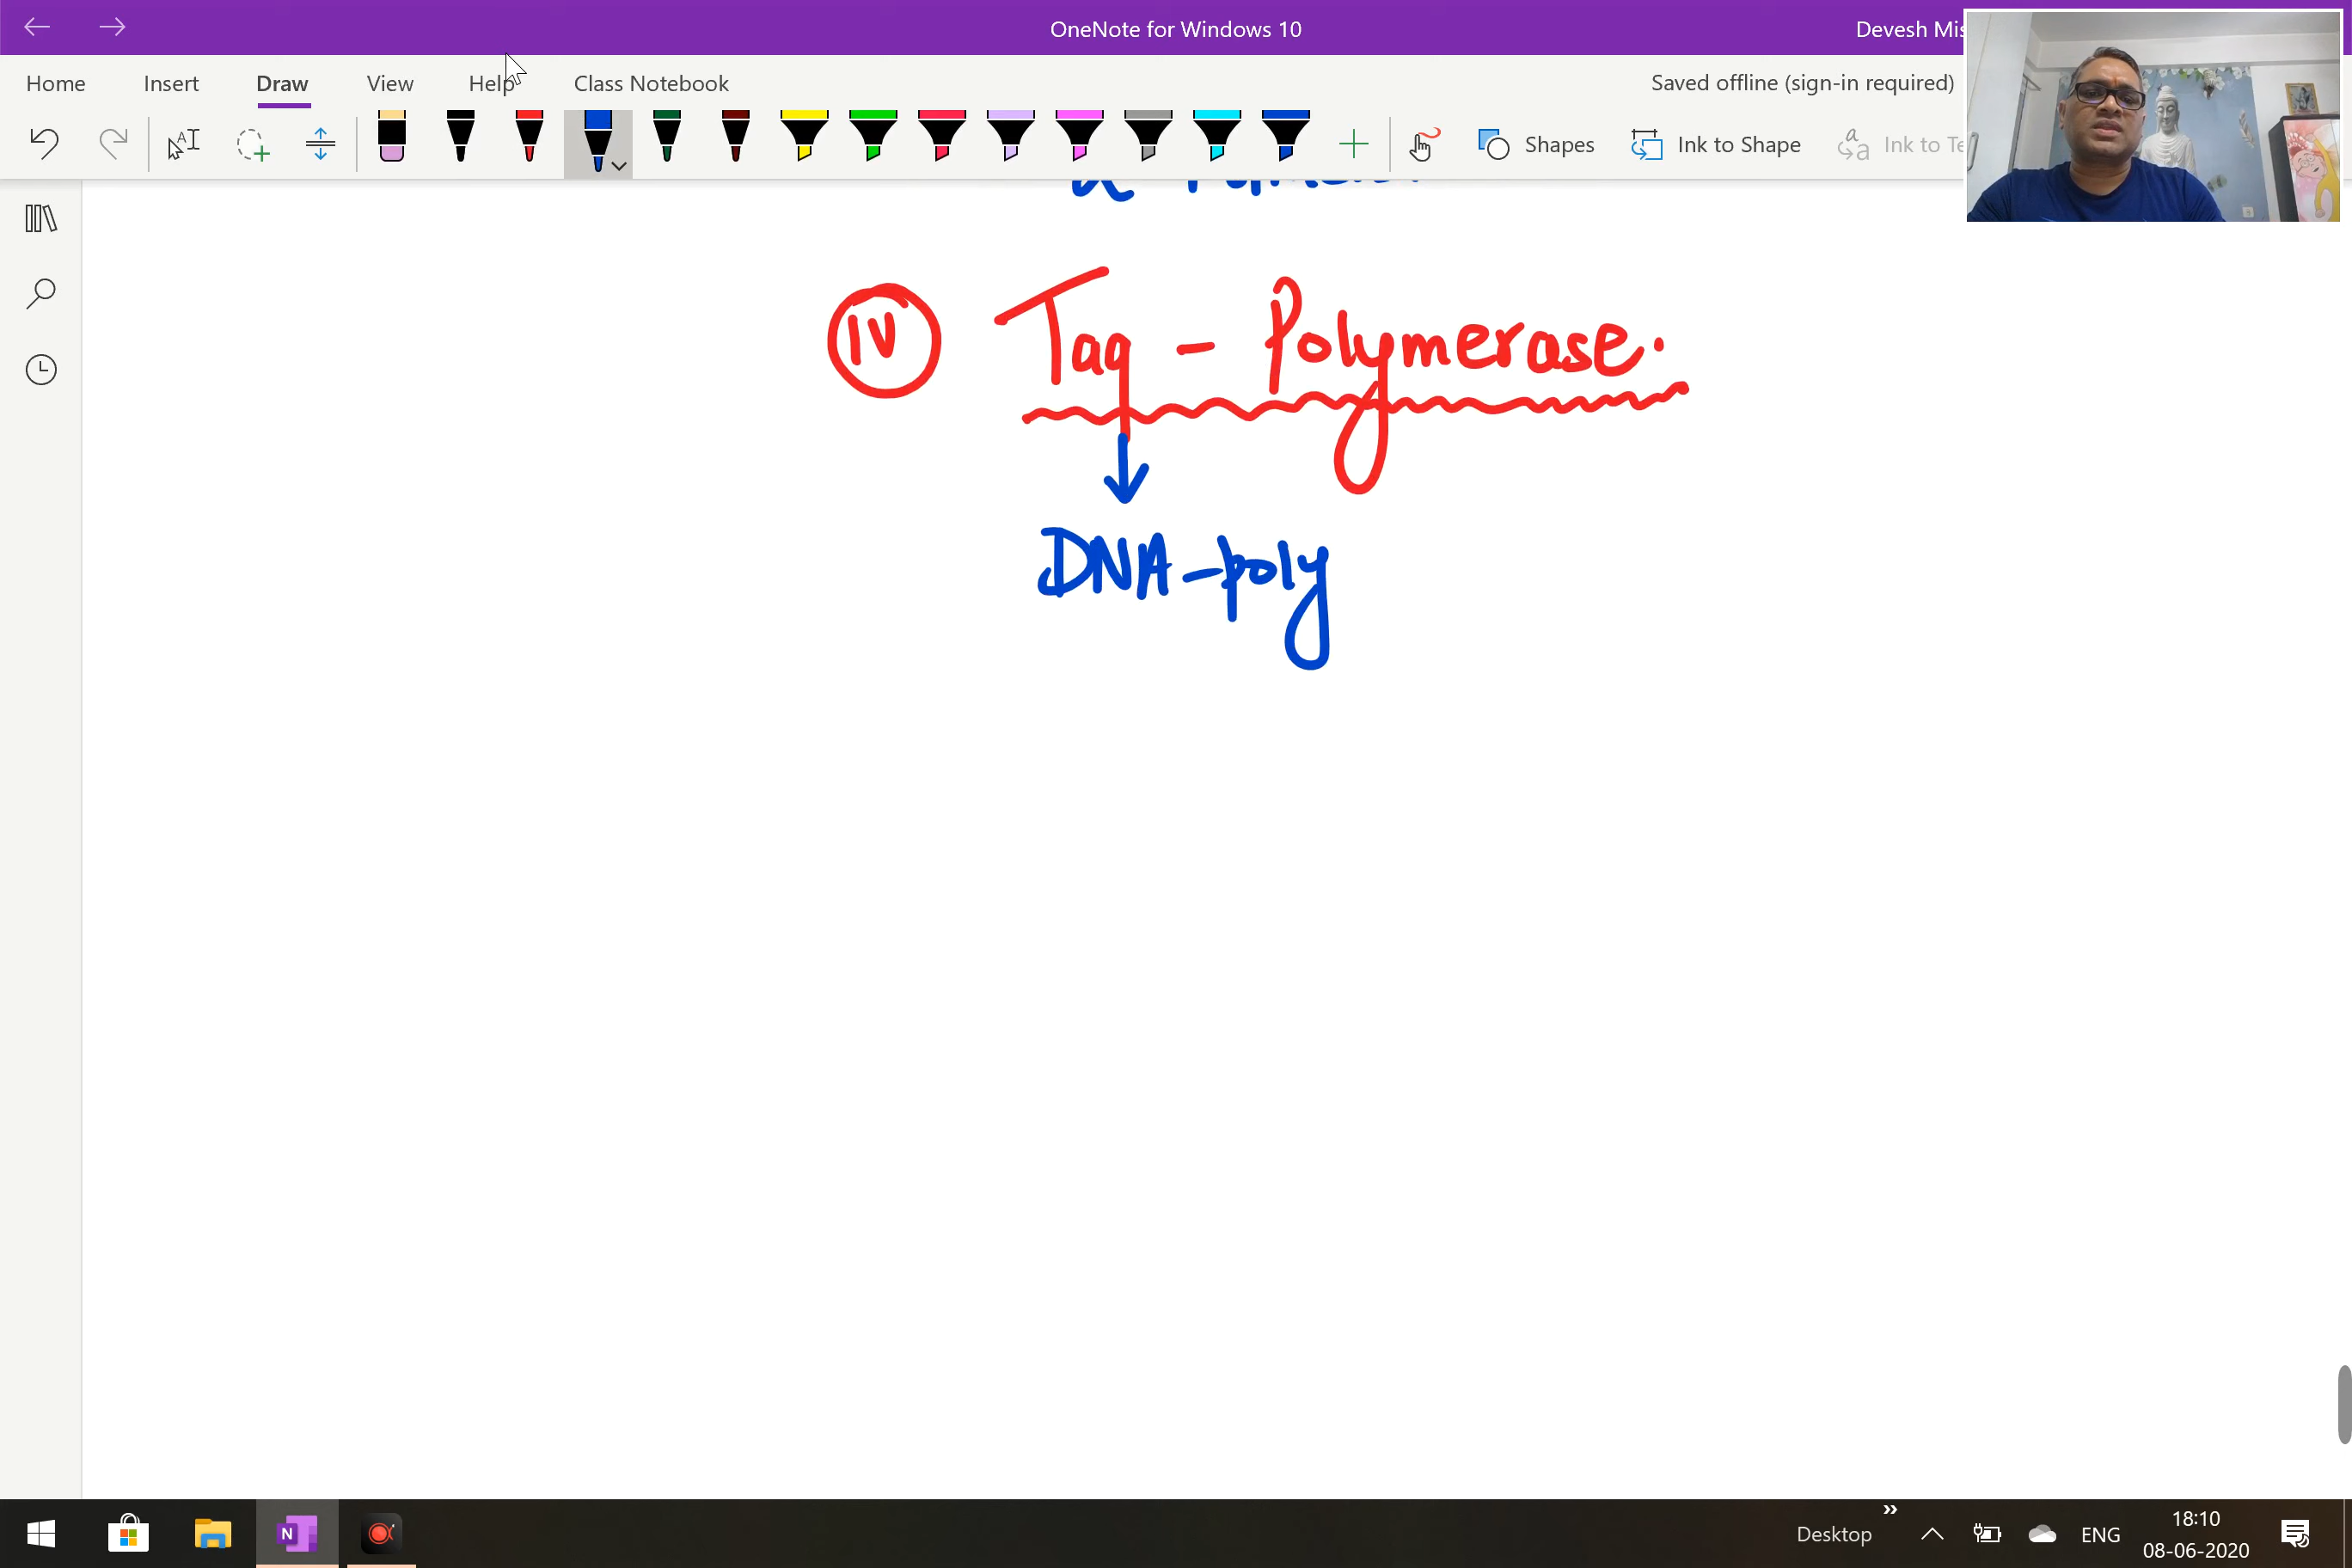 OneNote for Windows 10
Devesh Mis
Home Insert Draw View Help Class Notebook
Saved offline (sign-in required)
Shapes Ink to Shape Ink to Te
IV Taq - Polymerase.
DNA-poly
Desktop ENG 18:10
08-06-2020